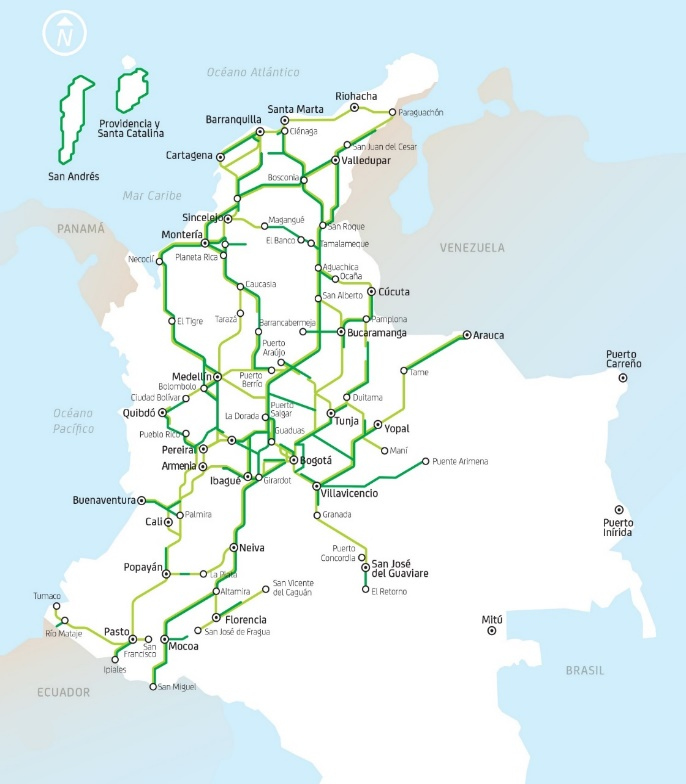 N
Océano Atlántico
Riohacha
Santa Marta
Paraguachón
Providencia y
Santa Catalina
Barranquilla
Ciénaga
San Juan del Cesar
Cartagena
Valledupar
San Andrés
Bosconia
Mar Caribe
Sincelejo
Magangué
San Roque
PANAMÁ
Montería
El Banco
Tamalameque
VENEZUELA
Necoclí
Planeta Rica
Aguachica
Ocaña
Caucasia
San Alberto
Cúcuta
El Tigre
Tarazá
Barrancabermeja
Pamplona
Bucaramanga
Arauca
Puerto
Araújo
Puerto
Carreño
Medellín
Puerto
Berrío
Tame
Bolombolo
Ciudad Bolívar
Duitama
Océano
Pacífico
Quibdó
La Dorada
Puerto
Salgar
Tunja
Yopal
Pueblo Rico
Guaduas
Pereira
Maní
Armenia
Bogotá
Puente Arimena
Ibagué
Girardot
Villavicencio
Buenaventura
Palmira
Granada
Cali
Puerto
Inírida
Neiva
Puerto
Concordia
Popayán
La Plata
San José
del Guaviare
San Vicente
del Caguán
El Retorno
Altamira
Tumaco
Florencia
Río Mataje
Pasto
San
Francisco
Mocoa
San José de Fragua
Mitú
Ipiales
San Miguel
ECUADOR
BRASIL